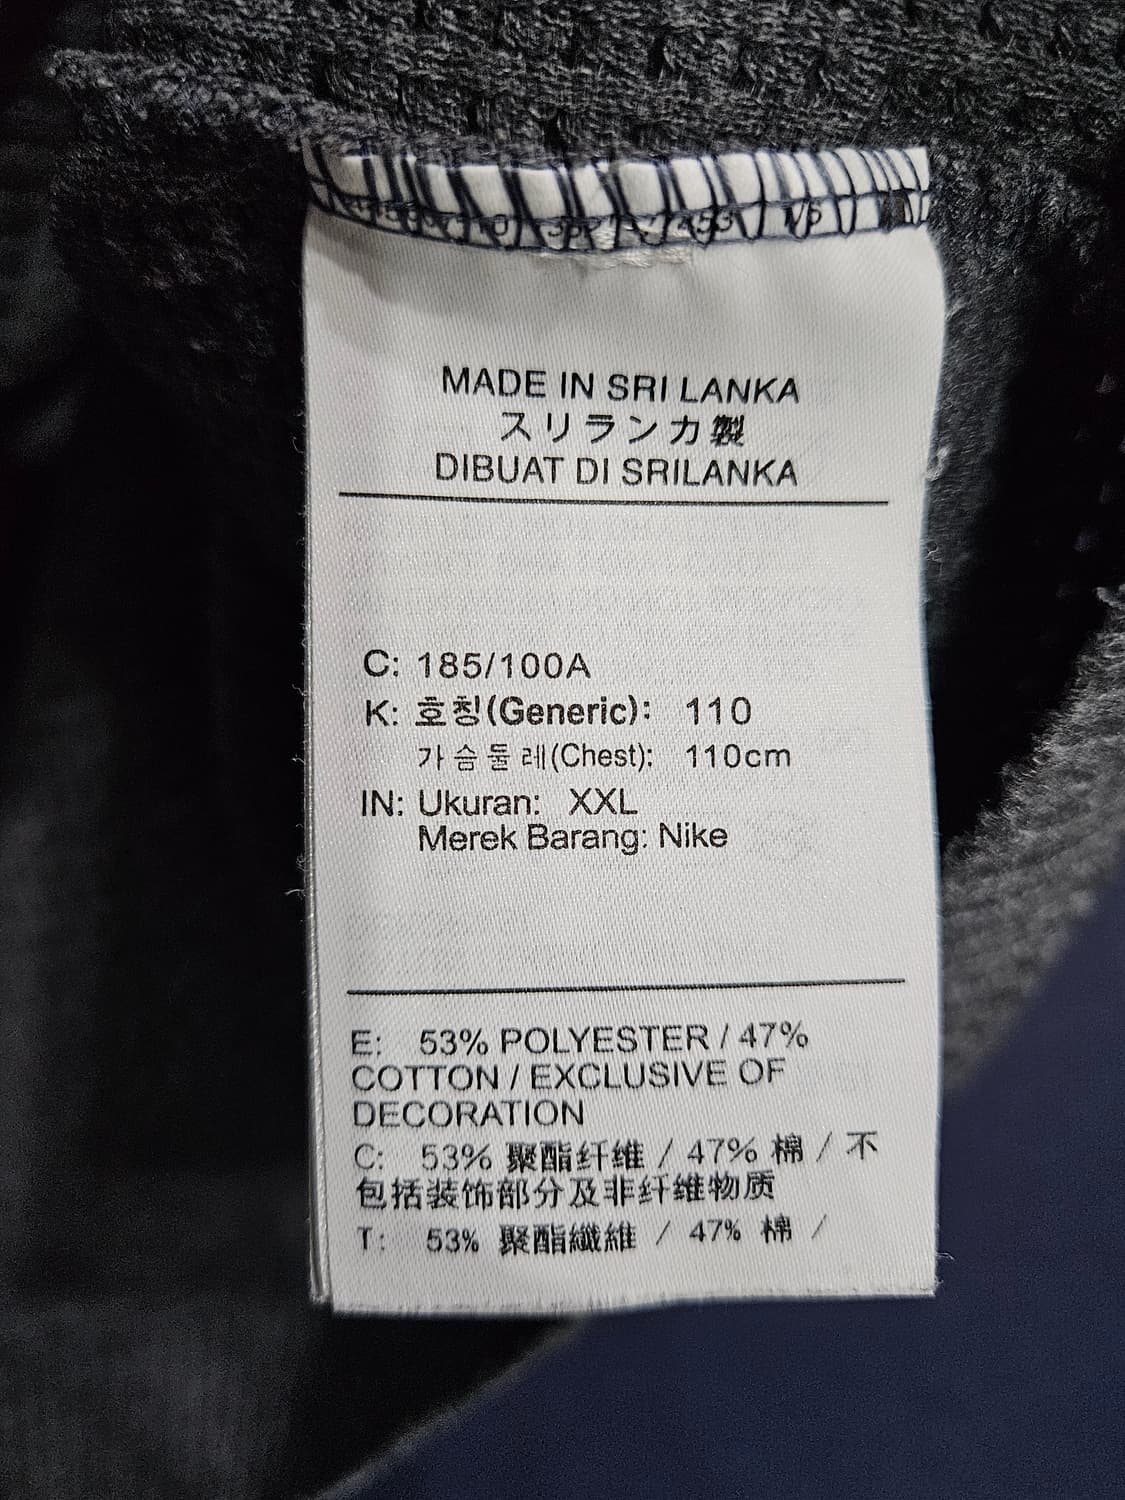 MADE IN SRI LANKA
スリランカ製
DIBUAT DI SRILANKA
C: 185/100A
K: 호칭(Generic): 110
가슴둘레(Chest): 110cm
IN: Ukuran: XXL
Merek Barang: Nike
E: 53% POLYESTER / 47%
COTTON / EXCLUSIVE OF
DECORATION
C: 53% 聚酯纤维 / 47% 棉 / 不
包括装饰部分及非纤维物质
T: 53% 聚酯纖維 / 47% 棉 /